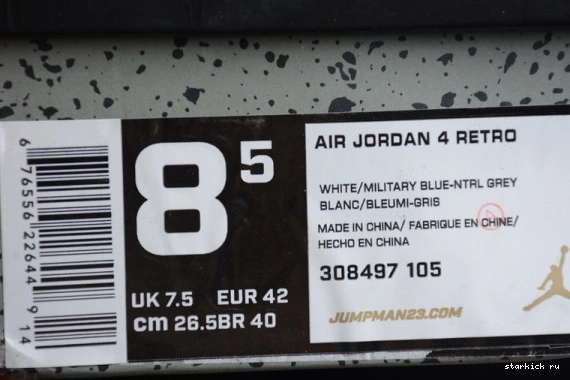 6 76556 22644 9 14
8 5
UK 7.5 EUR 42
cm 26.5 BR 40
AIR JORDAN 4 RETRO
WHITE/MILITARY BLUE-NTRL GREY
BLANC/BLEUMI-GRIS
MADE IN CHINA/ FABRIQUE EN CHINE/
HECHO EN CHINA
308497 105
JUMPMAN23.COM
starkick ru